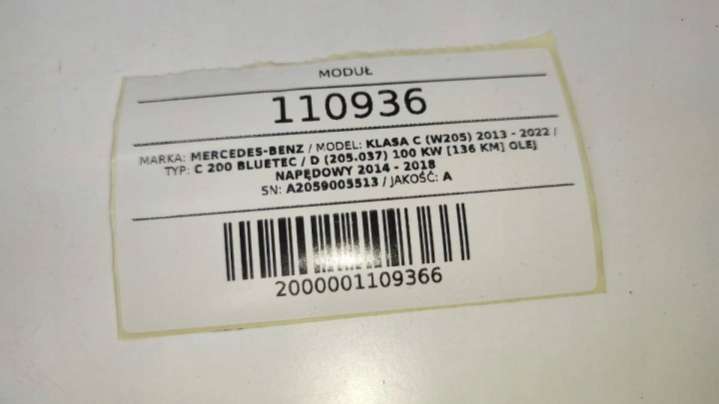 MODUŁ
110936
MARKA: MERCEDES-BENZ / MODEL: KLASA C (W205) 2013 - 2022 /
TYP: C 200 BLUETEC / D (205.037) 100 KW [136 KM] OLEJ
NAPĘDOWY 2014 - 2018
SN: A2059005513 / JAKOŚĆ: A
2000001109366